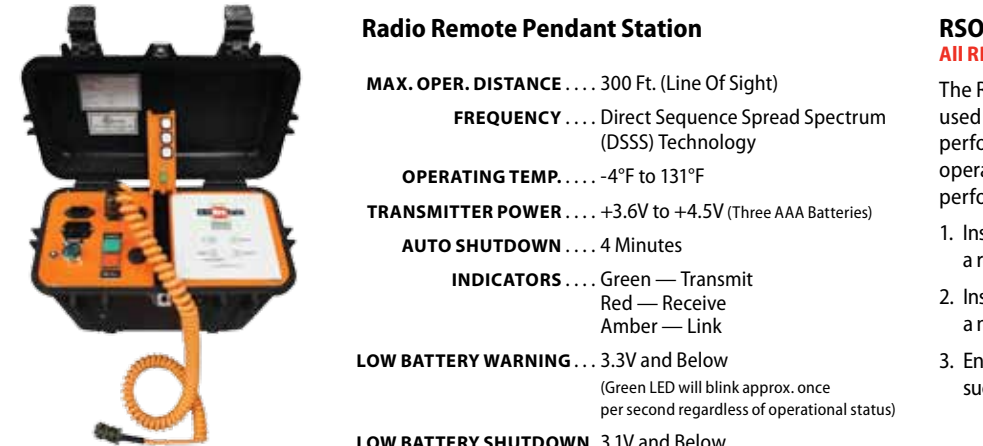 Radio Remote Pendant Station
MAX. OPER. DISTANCE .... 300 Ft. (Line Of Sight)
FREQUENCY .... Direct Sequence Spread Spectrum
(DSSS) Technology
OPERATING TEMP. .... -4°F to 131°F
TRANSMITTER POWER .... +3.6V to +4.5V (Three AAA Batteries)
AUTO SHUTDOWN .... 4 Minutes
INDICATORS .... Green — Transmit
Red — Receive
Amber — Link
LOW BATTERY WARNING ... 3.3V and Below
(Green LED will blink approx. once
per second regardless of operational status)
LOW BATTERY SHUTDOWN 3.1V and Below
RSO
All R
The R
used
perfo
opera
perfo
1. Ins
a r
2. Ins
a r
3. En
su